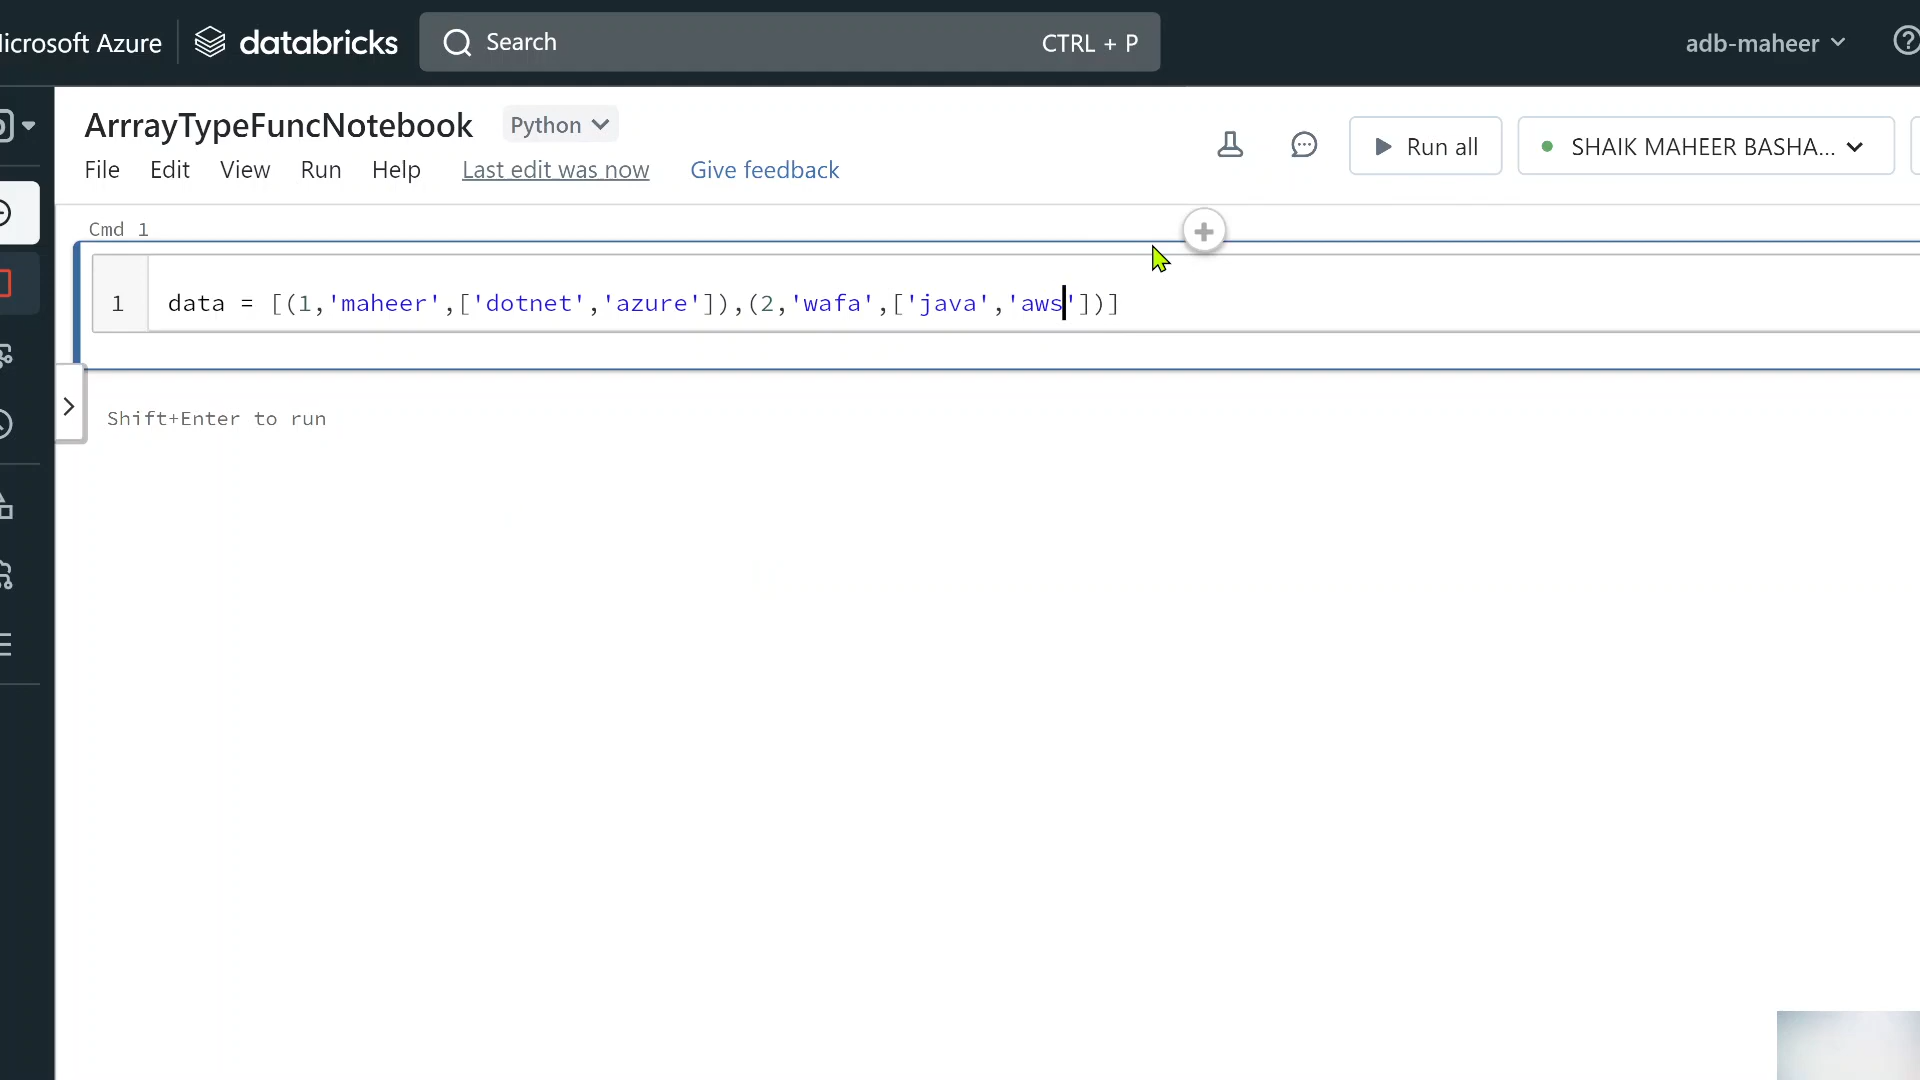 Microsoft Azure databricks Search CTRL + P adb-maheer
ArrrayTypeFuncNotebook Python
Run all SHAIK MAHEER BASHA...
File Edit View Run Help Last edit was now Give feedback
Cmd 1
1 data = [(1,'maheer',['dotnet','azure']),(2,'wafa',['java','aws'])]
Shift+Enter to run